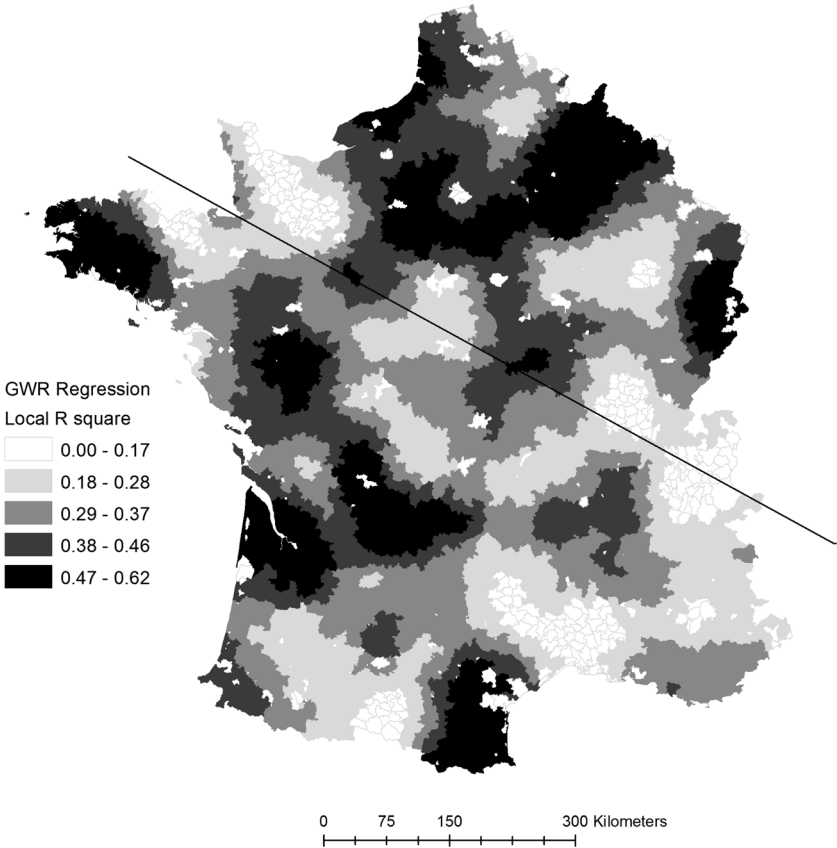 GWR Regression
Local R square
0.00 - 0.17
0.18 - 0.28
0.29 - 0.37
0.38 - 0.46
0.47 - 0.62
0 75 150 300 Kilometers